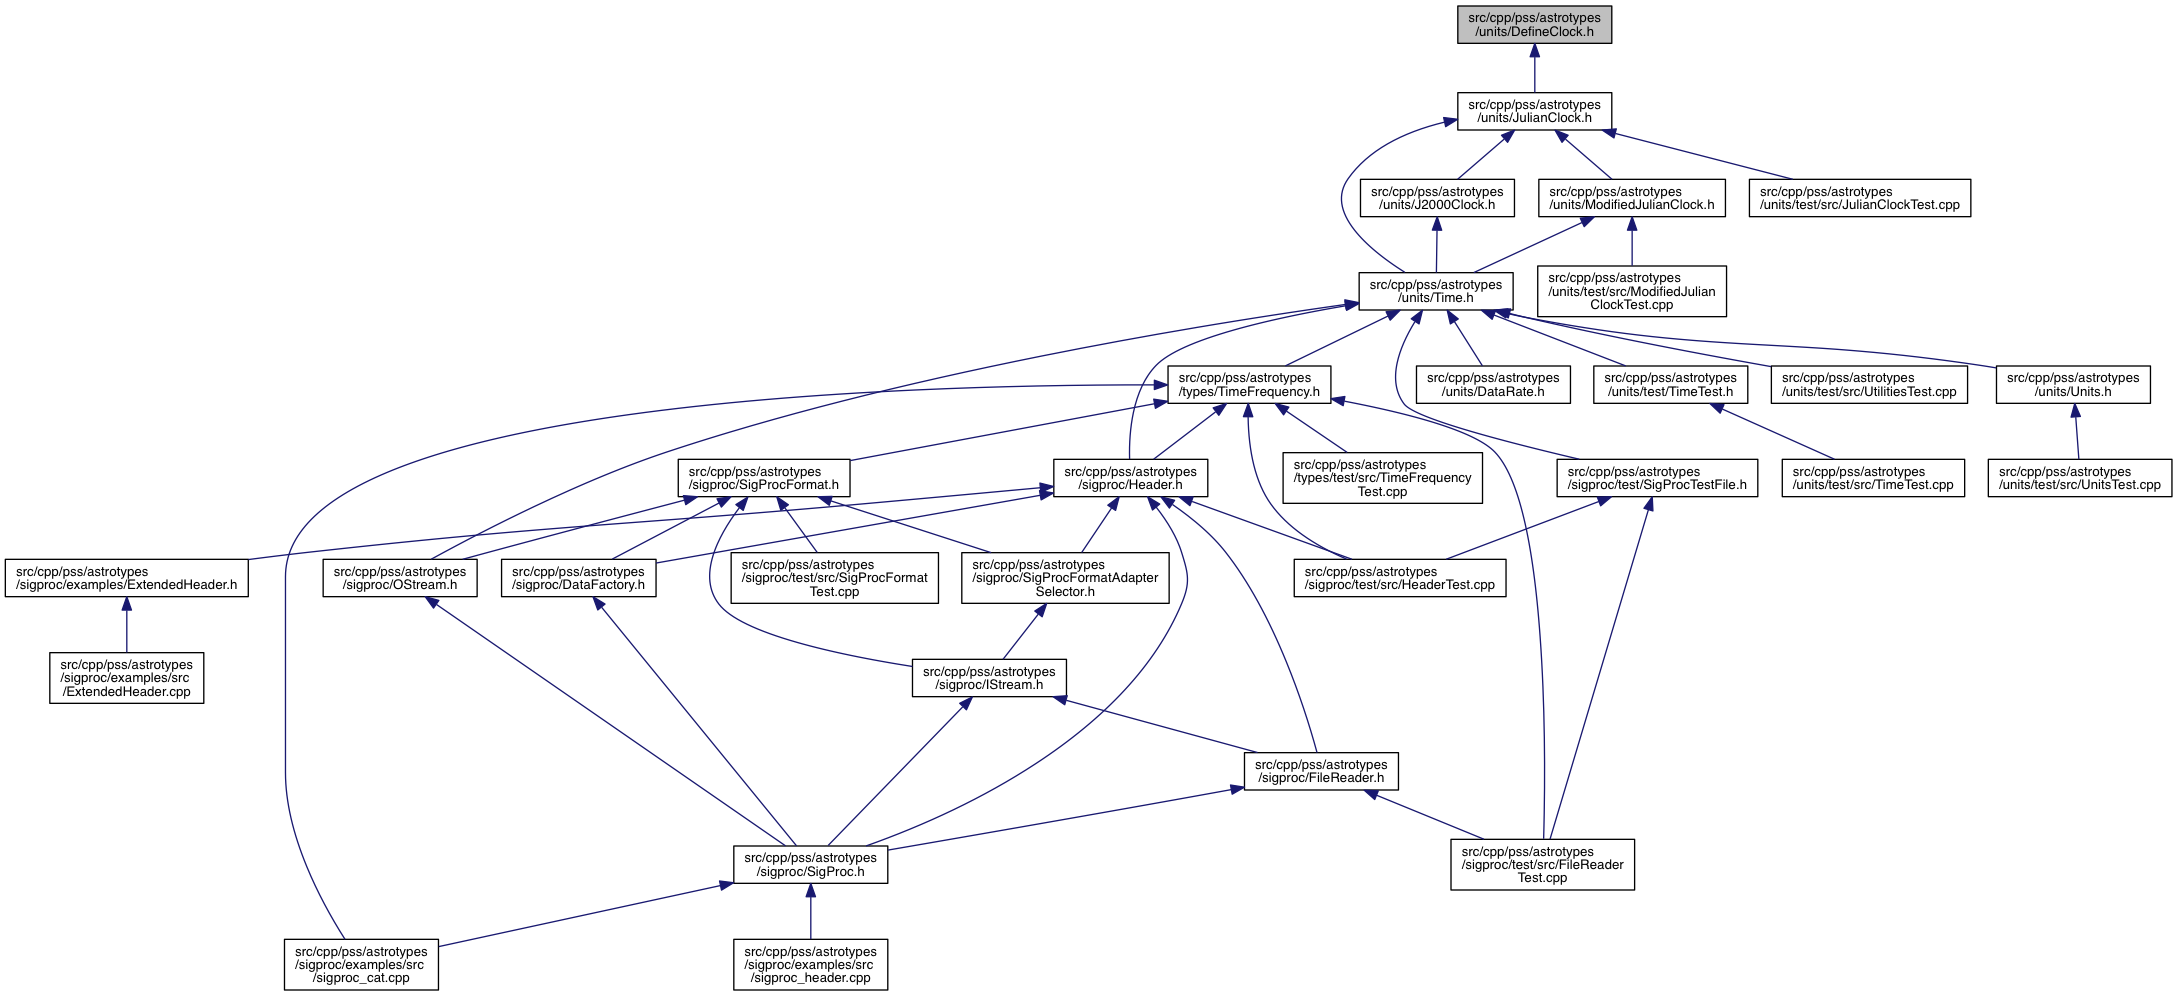 src/cpp/pss/astrotypes
/units/DefineClock.h
src/cpp/pss/astrotypes
/units/JulianClock.h
src/cpp/pss/astrotypes
/units/J2000Clock.h
src/cpp/pss/astrotypes
/units/ModifiedJulianClock.h
src/cpp/pss/astrotypes
/units/test/src/JulianClockTest.cpp
src/cpp/pss/astrotypes
/units/Time.h
src/cpp/pss/astrotypes
/units/test/src/ModifiedJulian
ClockTest.cpp
src/cpp/pss/astrotypes
/types/TimeFrequency.h
src/cpp/pss/astrotypes
/units/DataRate.h
src/cpp/pss/astrotypes
/units/test/TimeTest.h
src/cpp/pss/astrotypes
/units/test/src/UtilitiesTest.cpp
src/cpp/pss/astrotypes
/units/Units.h
src/cpp/pss/astrotypes
/sigproc/SigProcFormat.h
src/cpp/pss/astrotypes
/sigproc/Header.h
src/cpp/pss/astrotypes
/types/test/src/TimeFrequency
Test.cpp
src/cpp/pss/astrotypes
/sigproc/test/SigProcTestFile.h
src/cpp/pss/astrotypes
/units/test/src/TimeTest.cpp
src/cpp/pss/astrotypes
/units/test/src/UnitsTest.cpp
src/cpp/pss/astrotypes
/sigproc/examples/ExtendedHeader.h
src/cpp/pss/astrotypes
/sigproc/OStream.h
src/cpp/pss/astrotypes
/sigproc/DataFactory.h
src/cpp/pss/astrotypes
/sigproc/test/src/SigProcFormat
Test.cpp
src/cpp/pss/astrotypes
/sigproc/SigProcFormatAdapter
Selector.h
src/cpp/pss/astrotypes
/sigproc/test/src/HeaderTest.cpp
src/cpp/pss/astrotypes
/sigproc/examples/src
/ExtendedHeader.cpp
src/cpp/pss/astrotypes
/sigproc/IStream.h
src/cpp/pss/astrotypes
/sigproc/FileReader.h
src/cpp/pss/astrotypes
/sigproc/SigProc.h
src/cpp/pss/astrotypes
/sigproc/test/src/FileReader
Test.cpp
src/cpp/pss/astrotypes
/sigproc/examples/src
/sigproc_cat.cpp
src/cpp/pss/astrotypes
/sigproc/examples/src
/sigproc_header.cpp